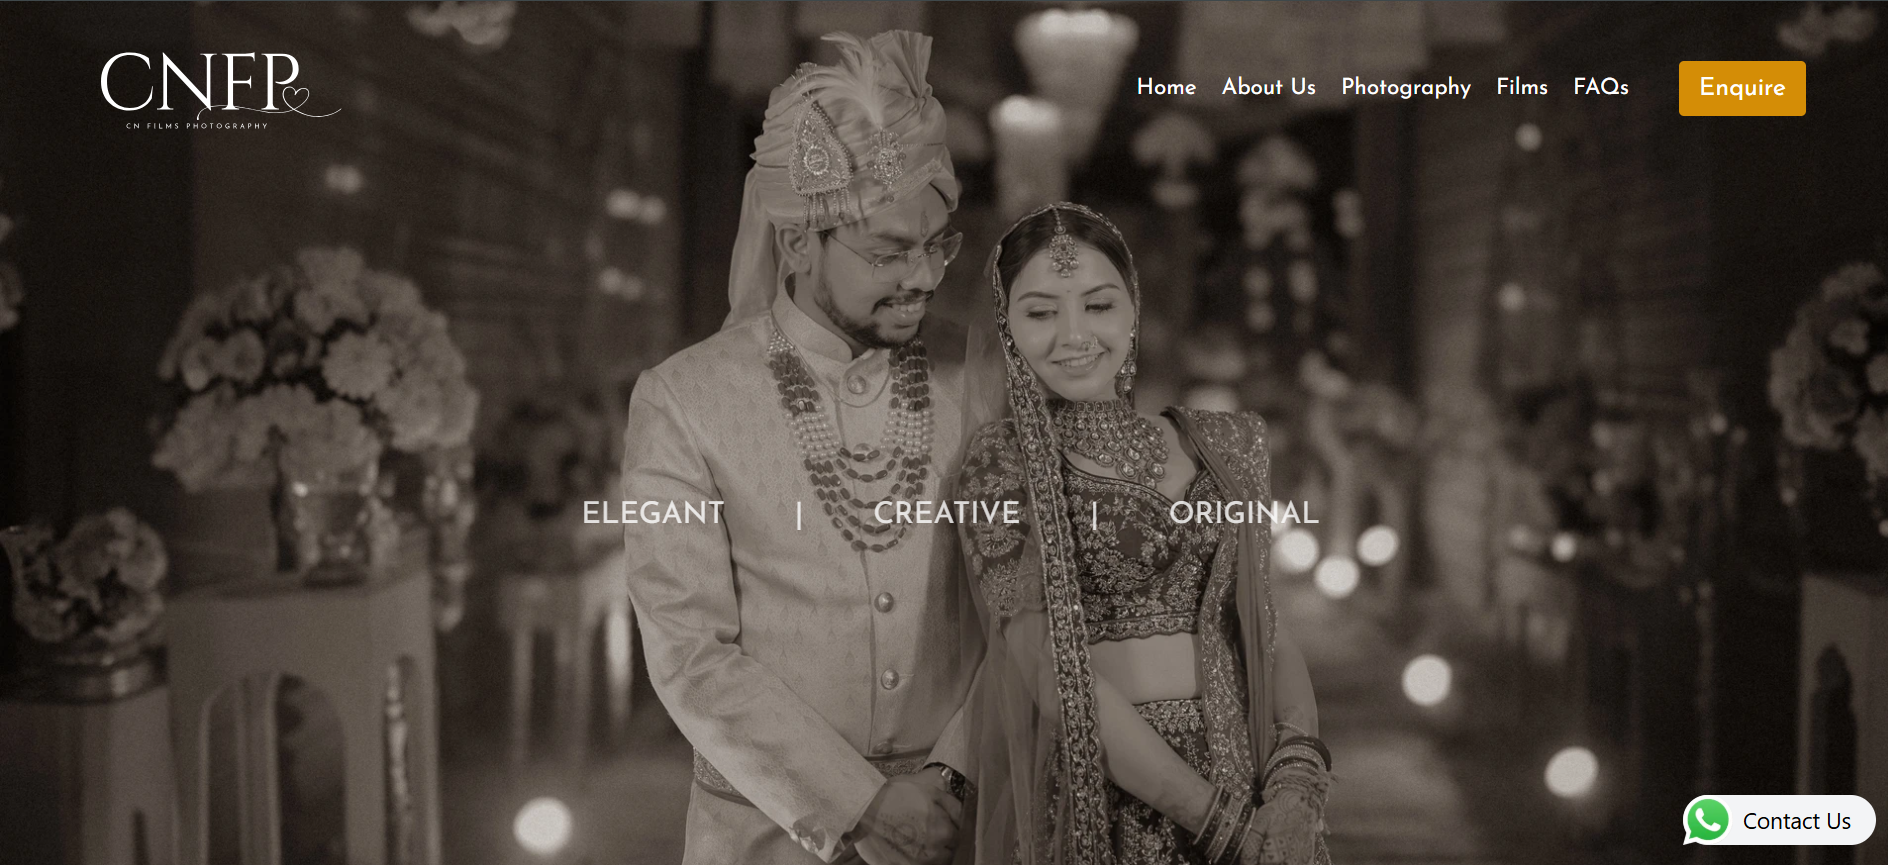 CNFP
CN FILMS PHOTOGRAPHY
Home About Us Photography Films FAQs Enquire
ELEGANT | CREATIVE | ORIGINAL
Contact Us